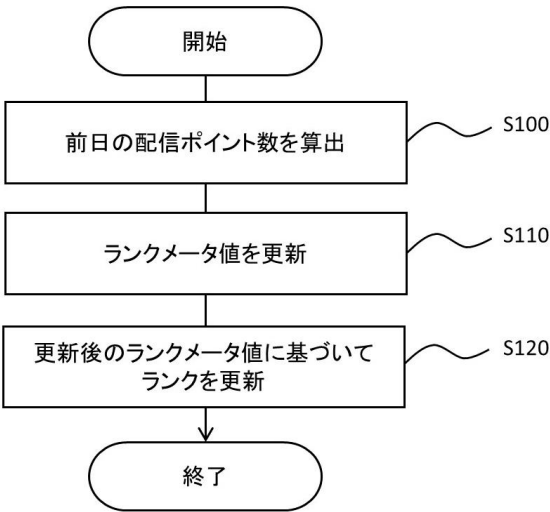 開始
前日の配信ポイント数を算出
S100
ランクメータ値を更新
S110
更新後のランクメータ値に基づいて
ランクを更新
S120
終了